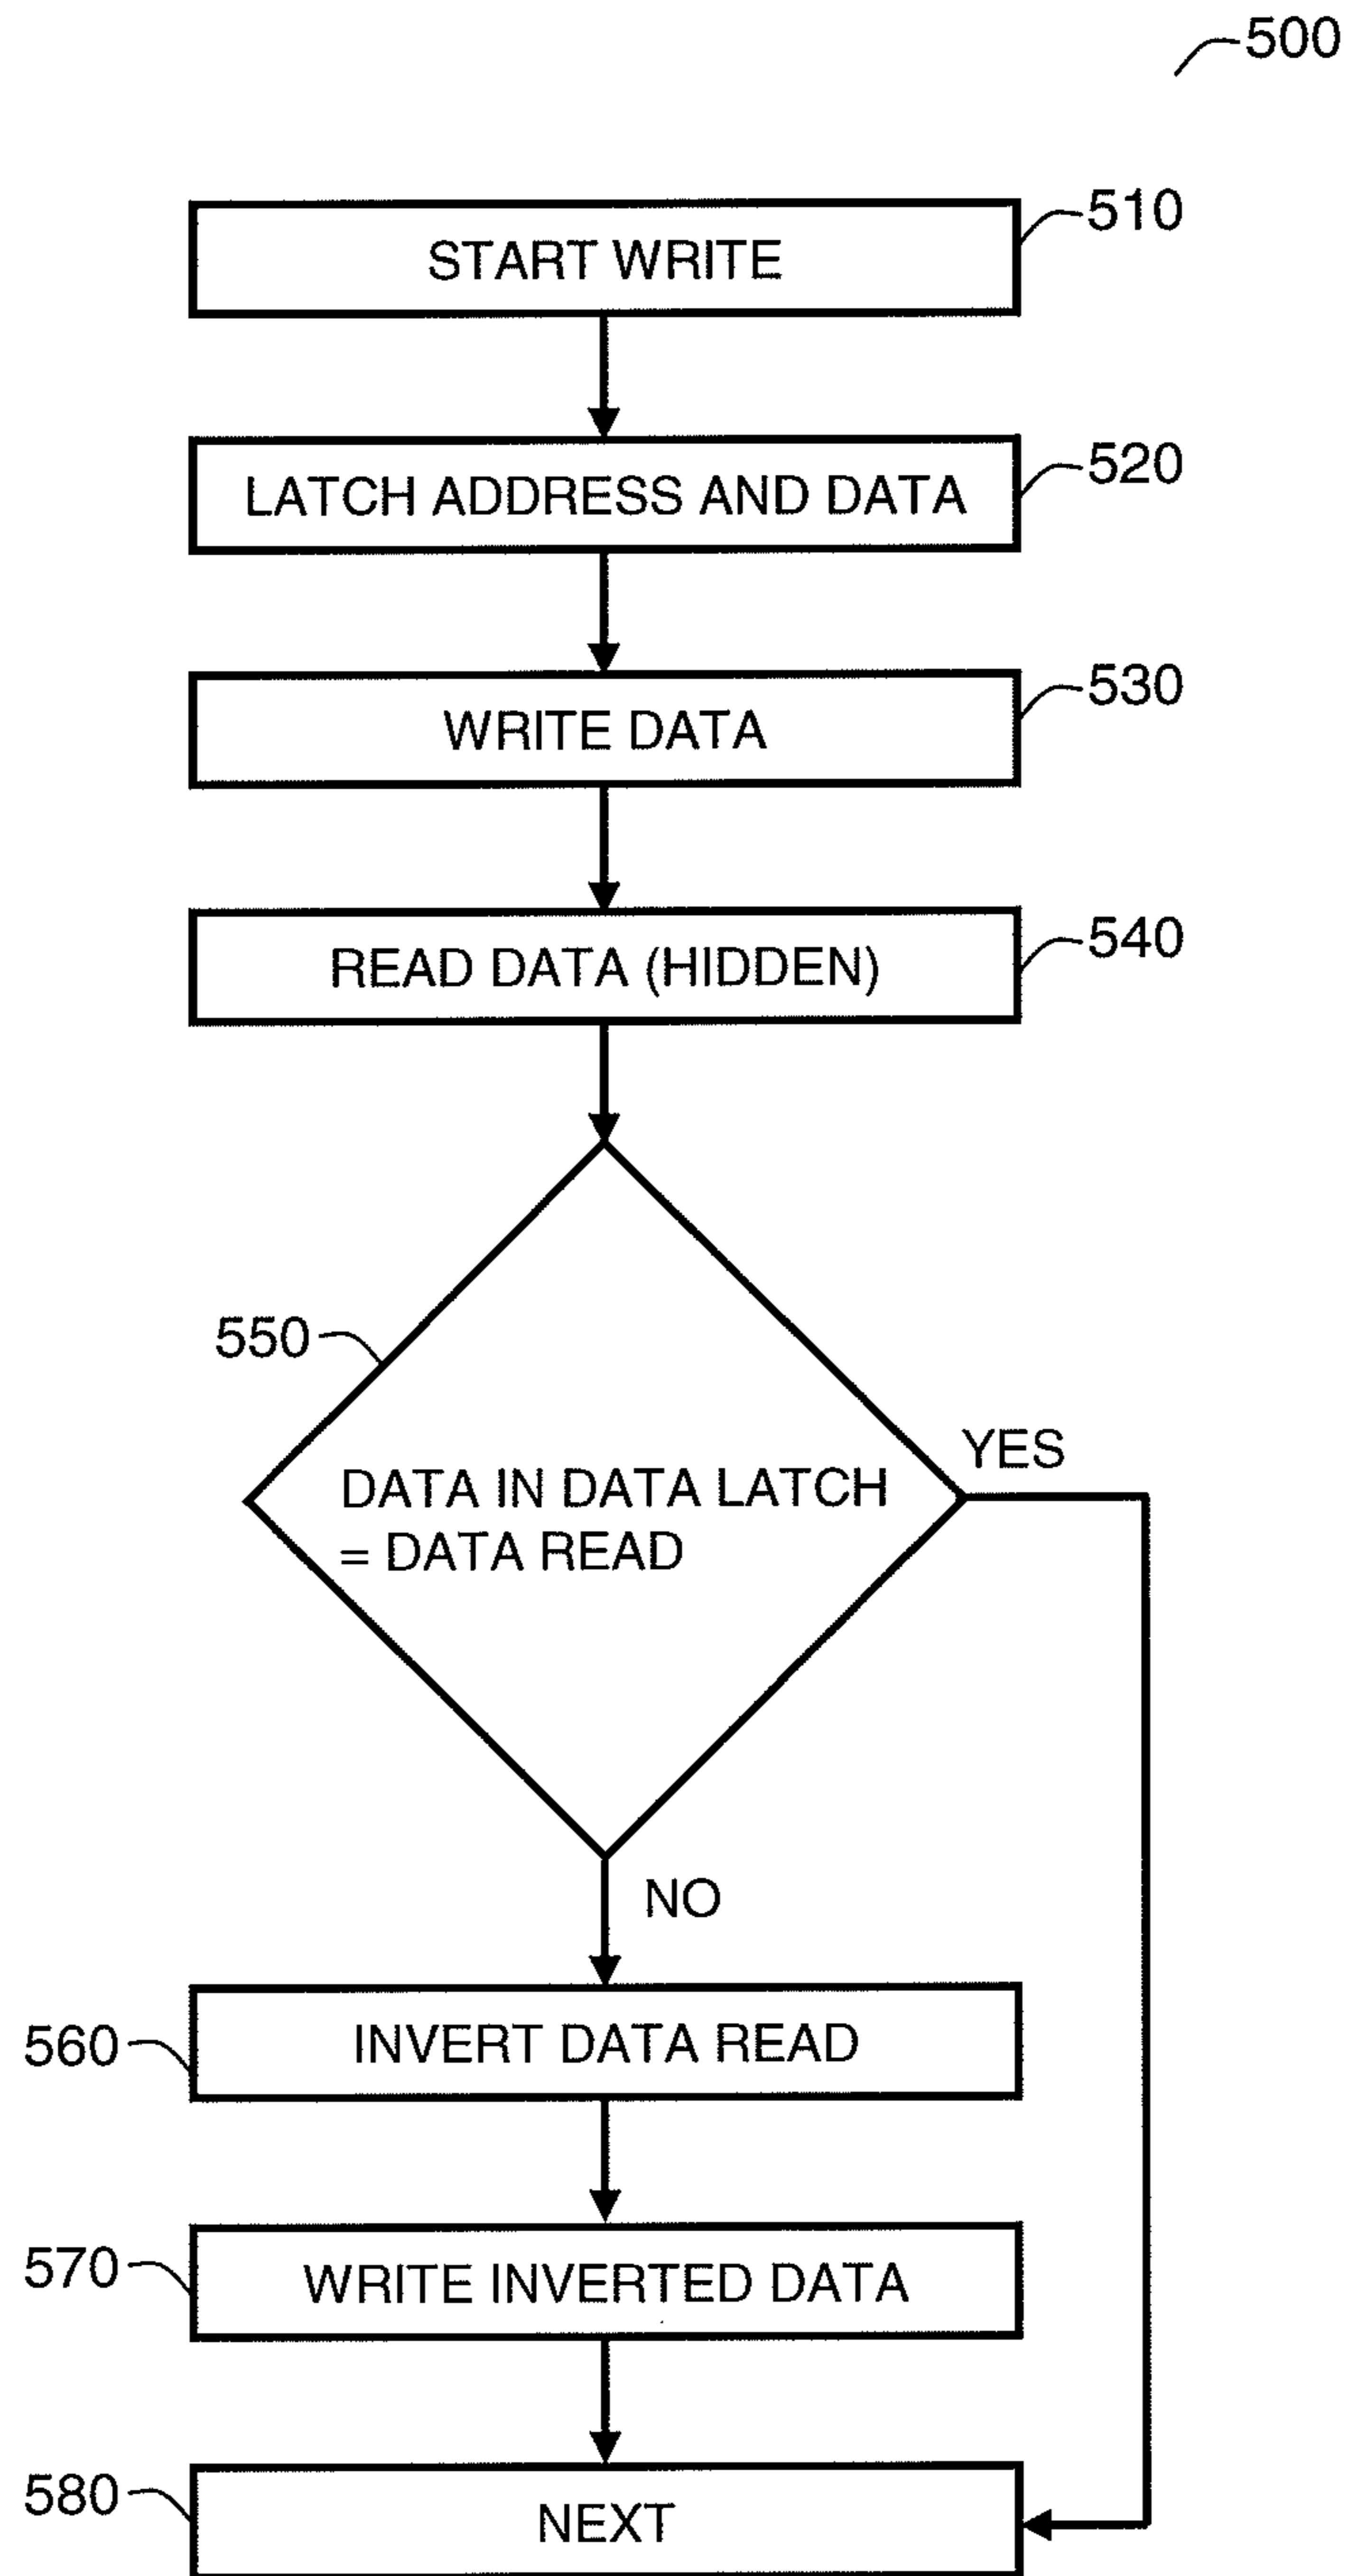 500
START WRITE
510
LATCH ADDRESS AND DATA
520
WRITE DATA
530
READ DATA (HIDDEN)
540
550
DATA IN DATA LATCH
= DATA READ
YES
NO
560
INVERT DATA READ
570
WRITE INVERTED DATA
580
NEXT